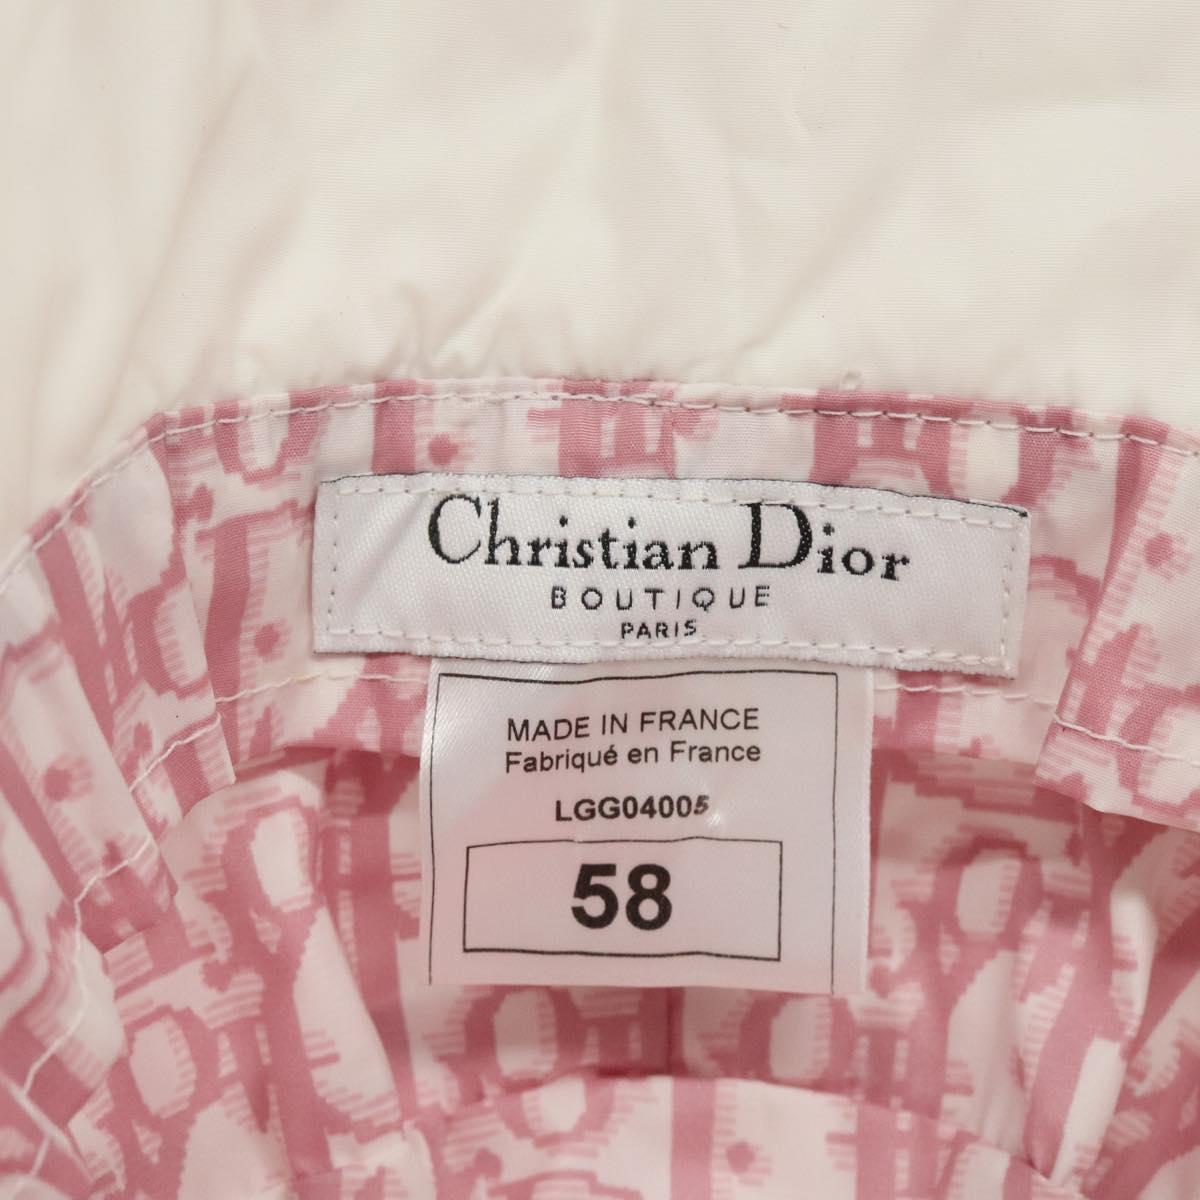 Christian Dior
BOUTIQUE
PARIS
MADE IN FRANCE
Fabriqué en France
LGG04005
58